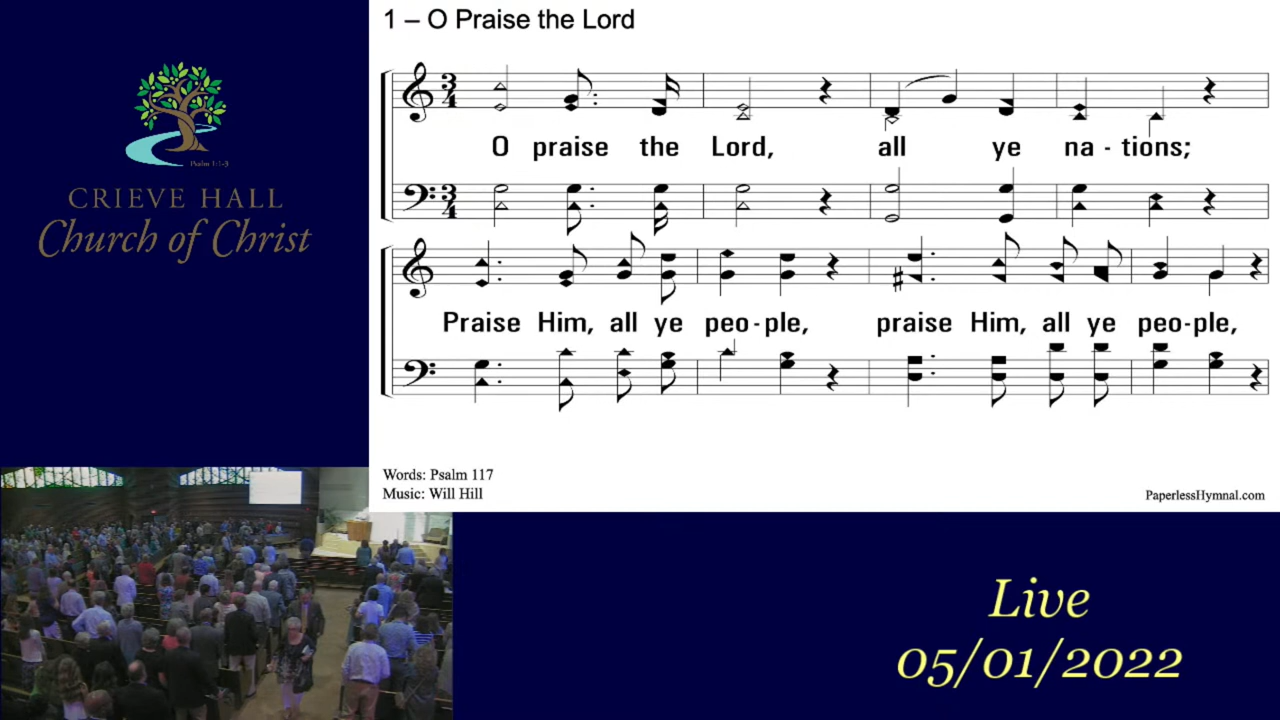 1 – O Praise the Lord
Psalm 1:1-3
CRIEVE HALL
Church of Christ
O praise the Lord, all ye na - tions;
Praise Him, all ye peo - ple, praise Him, all ye peo - ple,
Words: Psalm 117
Music: Will Hill
PaperlessHymnal.com
Live
05/01/2022